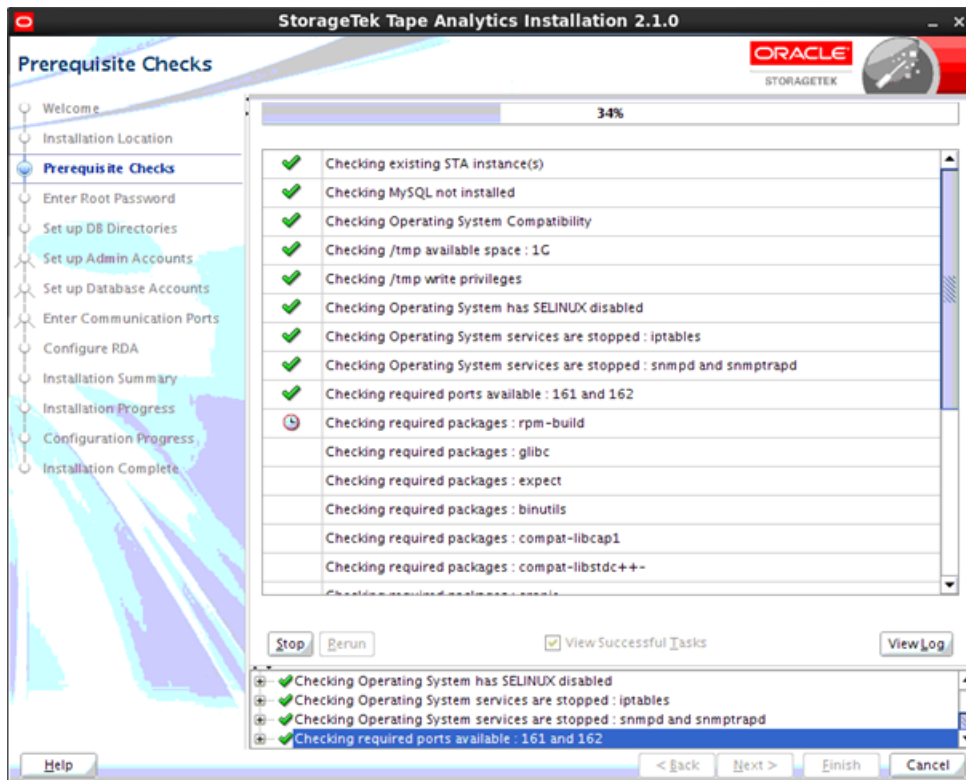 StorageTek Tape Analytics Installation 2.1.0
Prerequisite Checks
ORACLE
STORAGETEK
Welcome
Installation Location
Prerequisite Checks
Enter Root Password
Set up DB Directories
Set up Admin Accounts
Set up Database Accounts
Enter Communication Ports
Configure RDA
Installation Summary
Installation Progress
Configuration Progress
Installation Complete
34%
Checking existing STA instance(s)
Checking MySQL not installed
Checking Operating System Compatibility
Checking /tmp available space : 1G
Checking /tmp write privileges
Checking Operating System has SELINUX disabled
Checking Operating System services are stopped : iptables
Checking Operating System services are stopped : snmpd and snmptrapd
Checking required ports available : 161 and 162
Checking required packages : rpm-build
Checking required packages : glibc
Checking required packages : expect
Checking required packages : binutils
Checking required packages : compat-libcap1
Checking required packages : compat-libstdc++-
Checking required packages : cronie
Stop
Rerun
View Successful Tasks
View Log
Checking Operating System has SELINUX disabled
Checking Operating System services are stopped : iptables
Checking Operating System services are stopped : snmpd and snmptrapd
Checking required ports available : 161 and 162
Help
< Back
Next >
Finish
Cancel